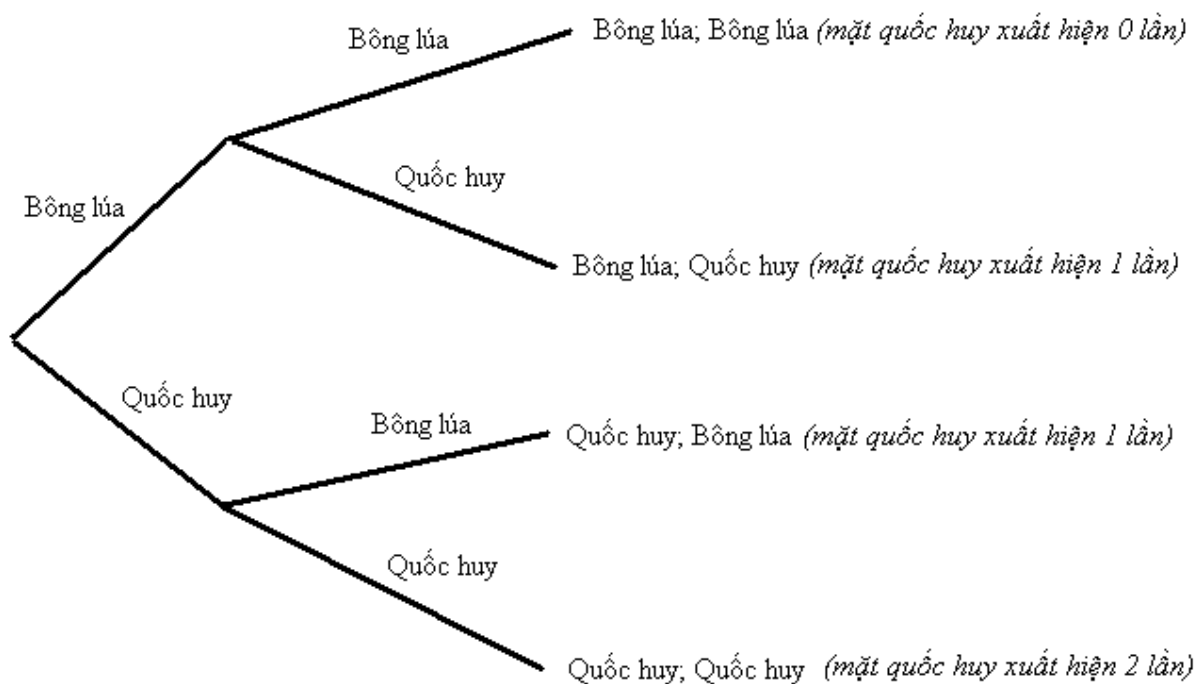 Bông lúa
Bông lúa; Bông lúa (mặt quốc huy xuất hiện 0 lần)
Quốc huy
Bông lúa
Bông lúa; Quốc huy (mặt quốc huy xuất hiện 1 lần)
Quốc huy
Bông lúa
Quốc huy; Bông lúa (mặt quốc huy xuất hiện 1 lần)
Quốc huy
Quốc huy; Quốc huy (mặt quốc huy xuất hiện 2 lần)